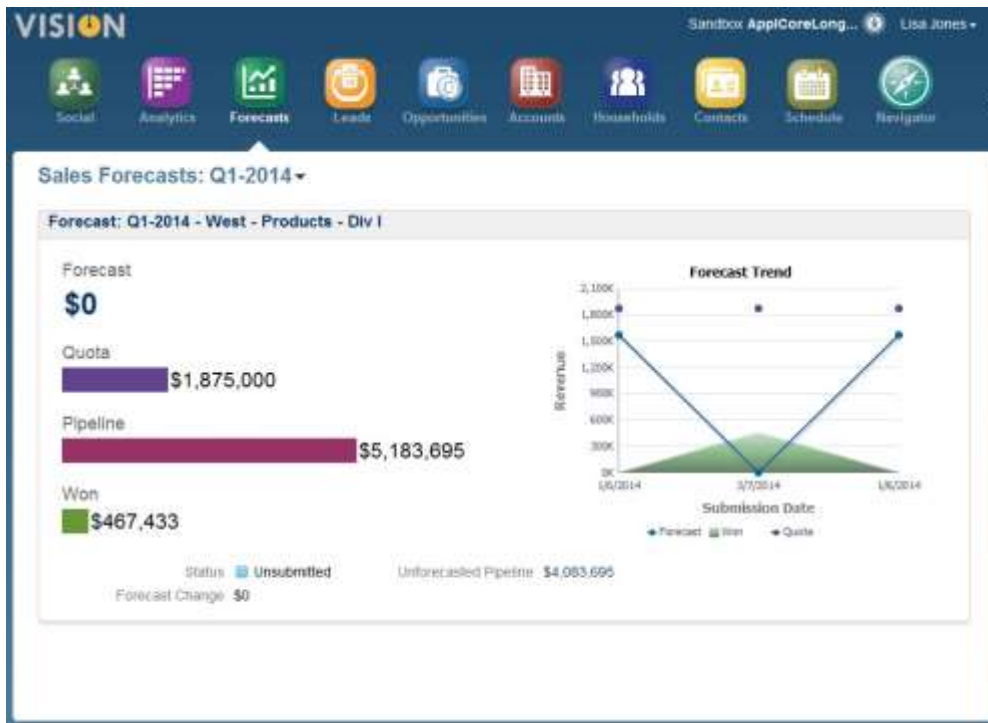 VISION
Sandbox ApplCoreLong... Lisa Jones
Social Analytics Forecasts Leads Opportunities Accounts Households Contacts Schedule Navigator
Sales Forecasts: Q1-2014
Forecast: Q1-2014 - West - Products - Div I
Forecast
$0
Quota
$1,875,000
Pipeline
$5,183,695
Won
$467,433
Forecast Trend
2,100K
1,800K
1,500K
1,200K
900K
600K
300K
0K
Revenue
1/6/2014 3/7/2014 1/6/2014
Submission Date
Forecast Won Quota
Status Unsubmitted Unforecasted Pipeline $4,083,695
Forecast Change $0